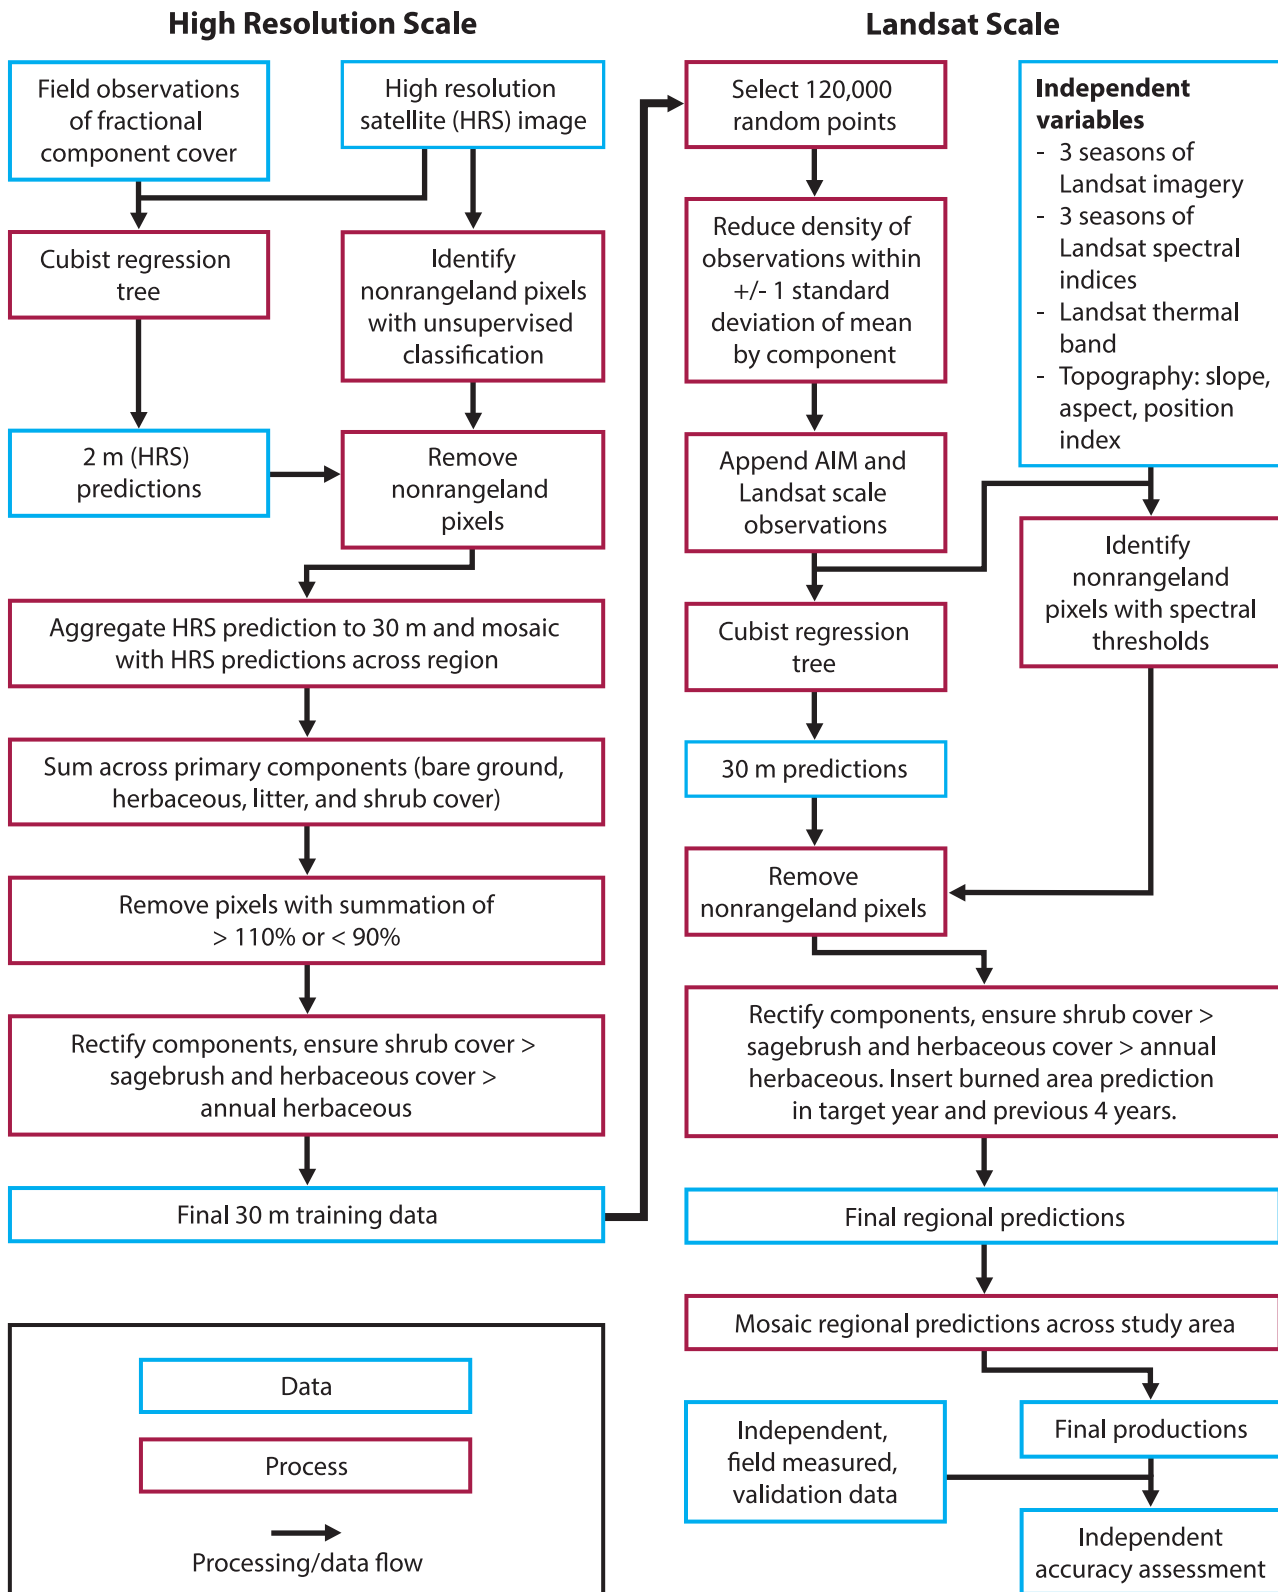 High Resolution Scale
Field observations
of fractional
component cover
High resolution
satellite (HRS) image
Cubist regression
tree
Identify
nonrangeland pixels
with unsupervised
classification
2 m (HRS)
predictions
Remove
nonrangeland
pixels
Aggregate HRS prediction to 30 m and mosaic
with HRS predictions across region
Sum across primary components (bare ground,
herbaceous, litter, and shrub cover)
Remove pixels with summation of
> 110% or < 90%
Rectify components, ensure shrub cover >
sagebrush and herbaceous cover >
annual herbaceous
Final 30 m training data
Data
Process
Processing/data flow
Landsat Scale
Select 120,000
random points
Independent
variables
- 3 seasons of
Landsat imagery
- 3 seasons of
Landsat spectral
indices
- Landsat thermal
band
- Topography: slope,
aspect, position
index
Reduce density of
observations within
+/- 1 standard
deviation of mean
by component
Append AIM and
Landsat scale
observations
Identify
nonrangeland
pixels with spectral
thresholds
Cubist regression
tree
30 m predictions
Remove
nonrangeland pixels
Rectify components, ensure shrub cover >
sagebrush and herbaceous cover > annual
herbaceous. Insert burned area prediction
in target year and previous 4 years.
Final regional predictions
Mosaic regional predictions across study area
Independent,
field measured,
validation data
Final productions
Independent
accuracy assessment